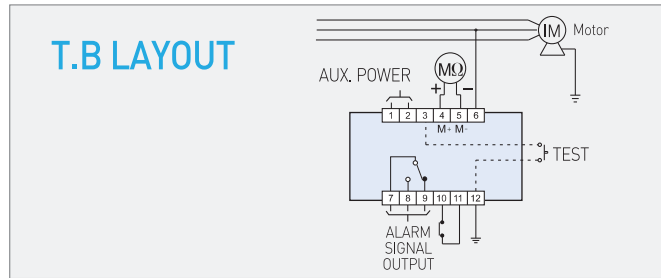 T.B LAYOUT
IM Motor
MΩ
AUX. POWER
+ −
1 2 3 4 5 6
M+ M-
TEST
7 8 9 10 11 12
ALARM
SIGNAL
OUTPUT